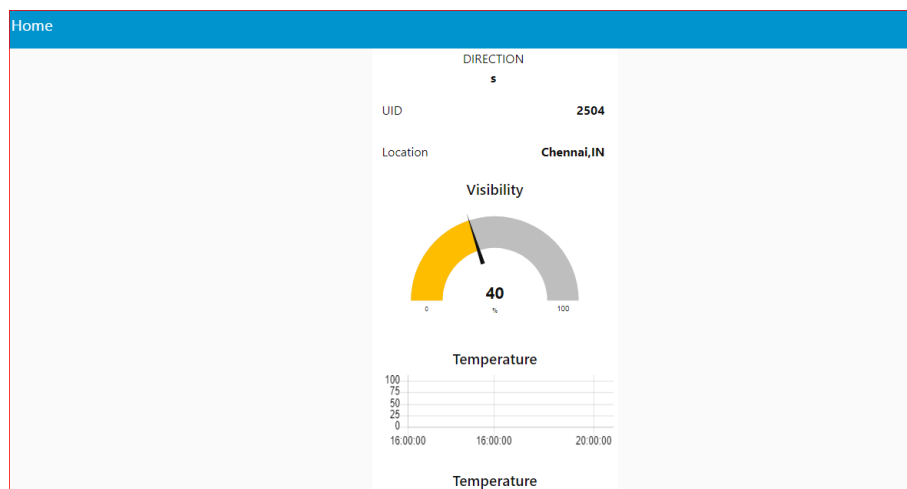 Home
DIRECTION
s
UID 2504
Location Chennai,IN
Visibility
40
0 % 100
Temperature
100
75
50
25
0
16:00:00 16:00:00 20:00:00
Temperature